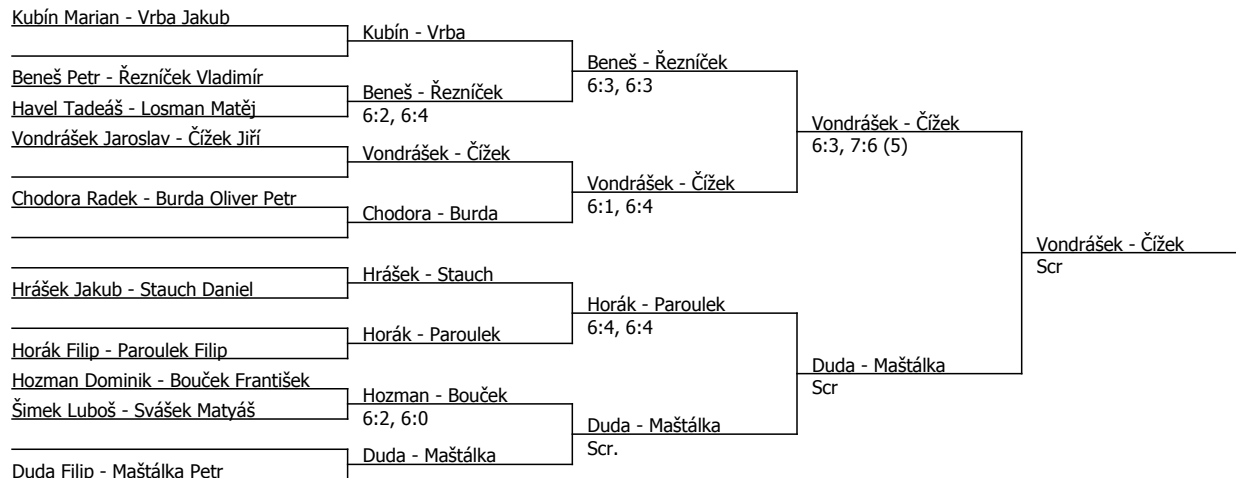 Kubín Marian - Vrba Jakub
Beneš Petr - Řezníček Vladimír
Havel Tadeáš - Losman Matěj
Vondrášek Jaroslav - Čížek Jiří
Chodora Radek - Burda Oliver Petr
Hrášek Jakub - Stauch Daniel
Horák Filip - Paroulek Filip
Hozman Dominik - Bouček František
Šimek Luboš - Svášek Matyáš
Duda Filip - Maštálka Petr
Kubín - Vrba
Beneš - Řezníček
6:2, 6:4
Vondrášek - Čížek
Chodora - Burda
Hrášek - Stauch
Horák - Paroulek
Hozman - Bouček
6:2, 6:0
Duda - Maštálka
Beneš - Řezníček
6:3, 6:3
Vondrášek - Čížek
6:1, 6:4
Horák - Paroulek
6:4, 6:4
Duda - Maštálka
Scr.
Vondrášek - Čížek
6:3, 7:6 (5)
Duda - Maštálka
Scr
Vondrášek - Čížek
Scr